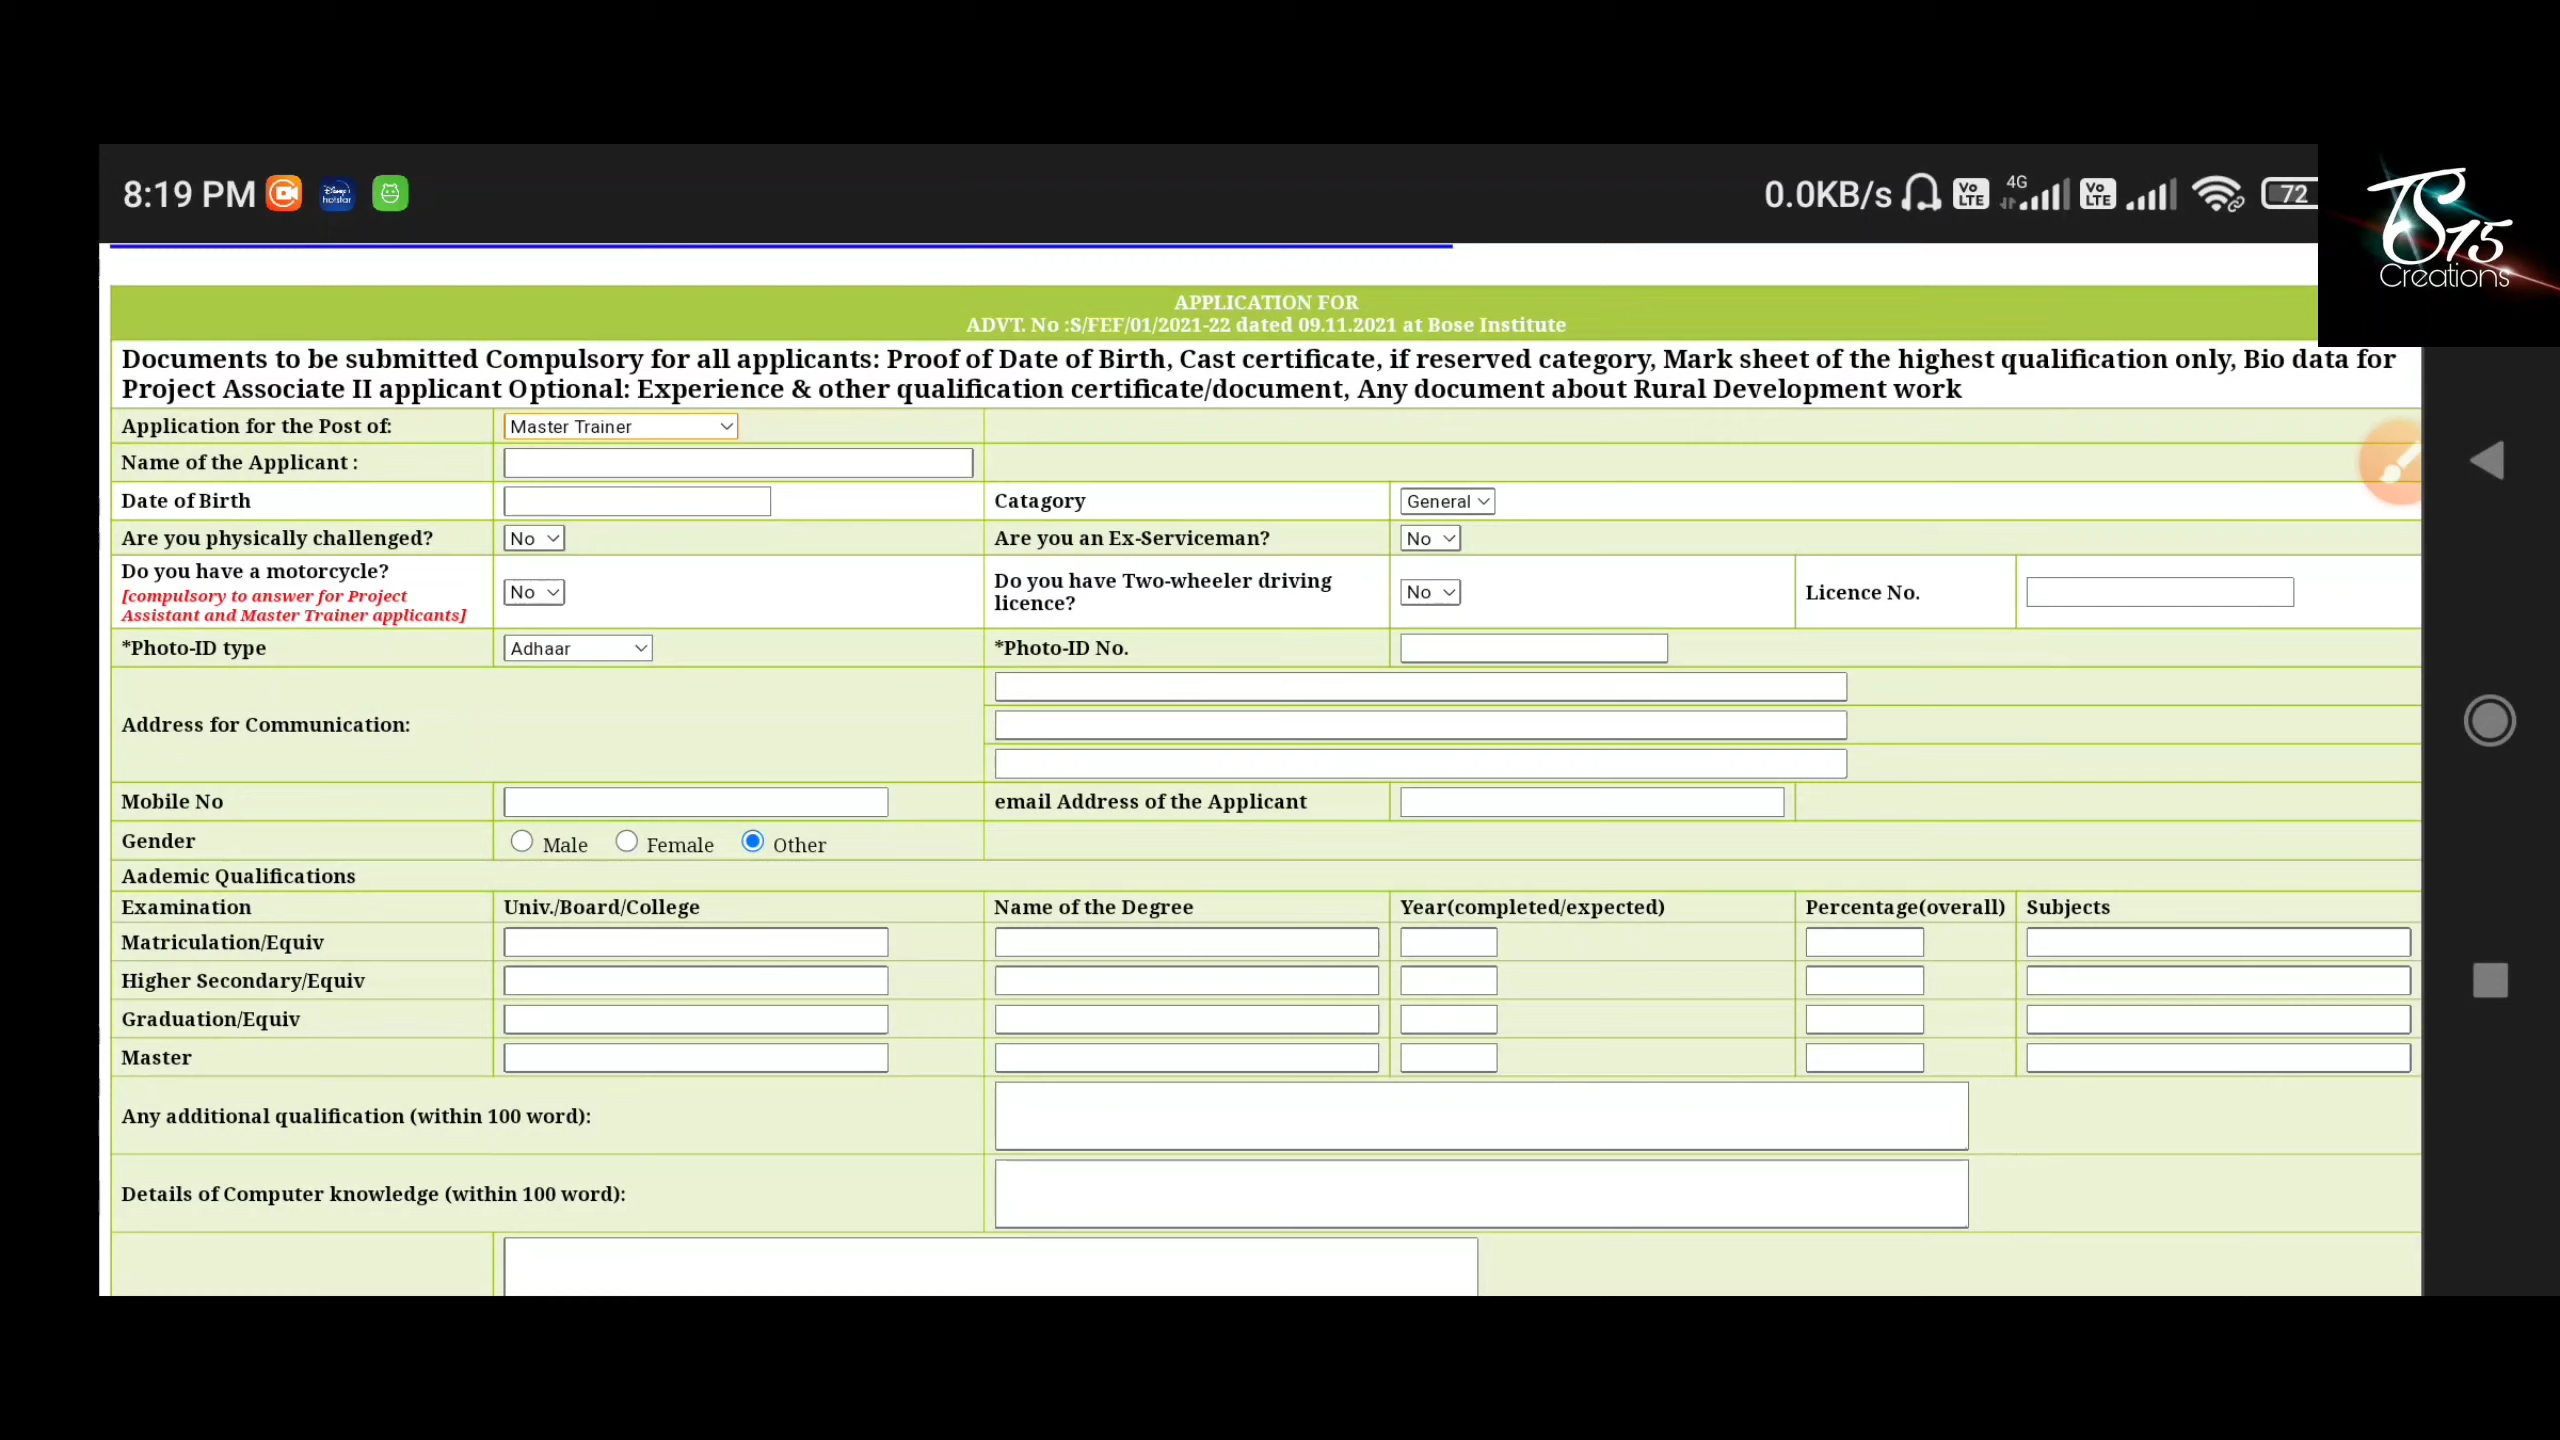 8:19 PM Disney+ hotstar 0.0KB/s Vo LTE 4G Vo LTE 72
TS15
Creations
APPLICATION FOR
ADVT. No :S/FEF/01/2021-22 dated 09.11.2021 at Bose Institute
Documents to be submitted Compulsory for all applicants: Proof of Date of Birth, Cast certificate, if reserved category, Mark sheet of the highest qualification only, Bio data for
Project Associate II applicant Optional: Experience & other qualification certificate/document, Any document about Rural Development work
Application for the Post of: Master Trainer
Name of the Applicant :
Date of Birth Catagory General
Are you physically challenged? No Are you an Ex-Serviceman? No
Do you have a motorcycle?
[compulsory to answer for Project
Assistant and Master Trainer applicants]
No
Do you have Two-wheeler driving
licence?
No
Licence No.
*Photo-ID type Adhaar *Photo-ID No.
Address for Communication:
Mobile No email Address of the Applicant
Gender Male Female Other
Aademic Qualifications
Examination Univ./Board/College Name of the Degree Year(completed/expected) Percentage(overall) Subjects
Matriculation/Equiv
Higher Secondary/Equiv
Graduation/Equiv
Master
Any additional qualification (within 100 word):
Details of Computer knowledge (within 100 word):